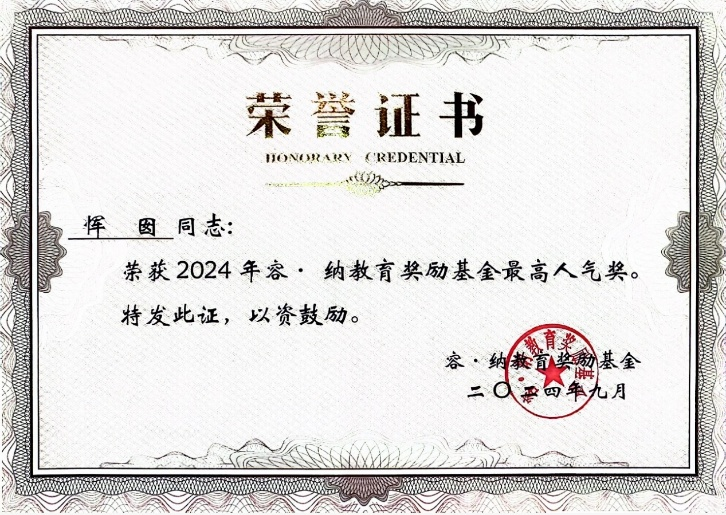 荣誉证书
HONORARY CREDENTIAL
恽 囡 同志:
荣获2024年容·纳教育奖励基金最高人气奖。
特发此证，以资鼓励。
容·纳教育奖励基金
二〇二四年九月